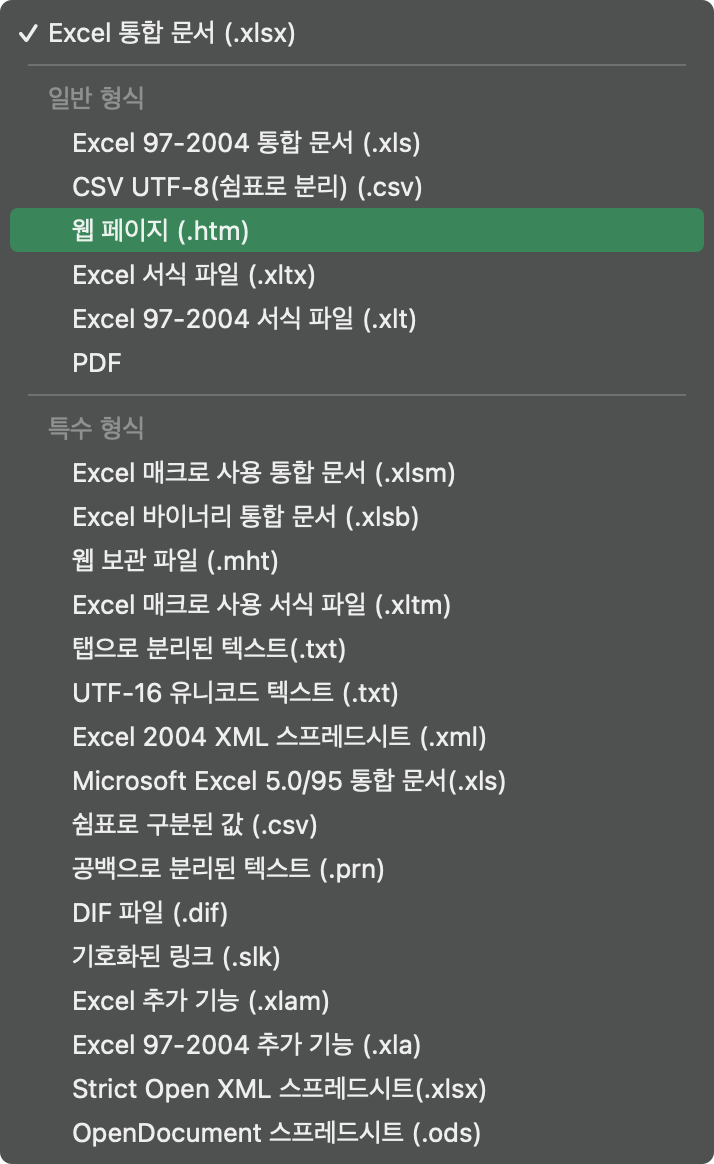 ✓ Excel 통합 문서 (.xlsx)
일반 형식
Excel 97-2004 통합 문서 (.xls)
CSV UTF-8(쉼표로 분리) (.csv)
웹 페이지 (.htm)
Excel 서식 파일 (.xltx)
Excel 97-2004 서식 파일 (.xlt)
PDF
특수 형식
Excel 매크로 사용 통합 문서 (.xlsm)
Excel 바이너리 통합 문서 (.xlsb)
웹 보관 파일 (.mht)
Excel 매크로 사용 서식 파일 (.xltm)
탭으로 분리된 텍스트(.txt)
UTF-16 유니코드 텍스트 (.txt)
Excel 2004 XML 스프레드시트 (.xml)
Microsoft Excel 5.0/95 통합 문서(.xls)
쉼표로 구분된 값 (.csv)
공백으로 분리된 텍스트 (.prn)
DIF 파일 (.dif)
기호화된 링크 (.slk)
Excel 추가 기능 (.xlam)
Excel 97-2004 추가 기능 (.xla)
Strict Open XML 스프레드시트(.xlsx)
OpenDocument 스프레드시트 (.ods)